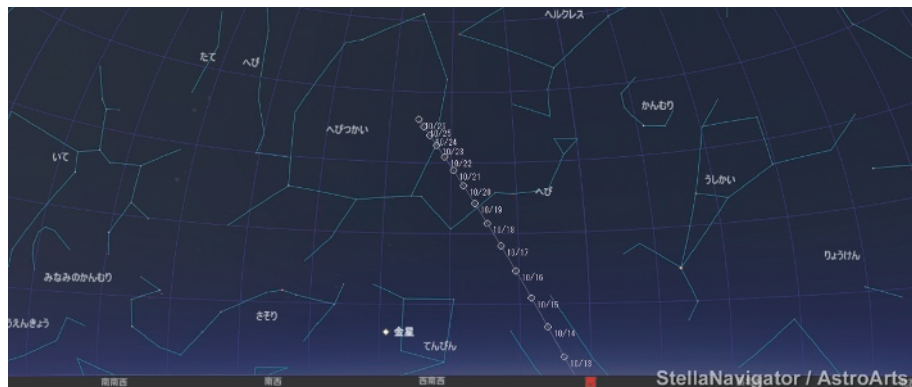 ヘルクレス
たて
へび
かんむり
へびつかい
いて
うしかい
へび
10/26
10/25
10/24
10/23
10/22
10/21
10/20
10/19
10/18
10/17
10/16
10/15
10/14
10/13
りょうけん
みなみのかんむり
さそり
うえんきょう
金星
てんびん
南南西
南西
西南西
StellaNavigator / AstroArts